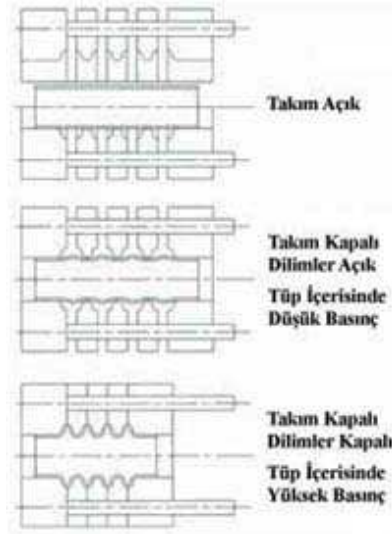 Takım Açık
Takım Kapalı
Dilimler Açık
Tüp İçerisinde
Düşük Basınç
Takım Kapalı
Dilimler Kapalı
Tüp İçerisinde
Yüksek Basınç